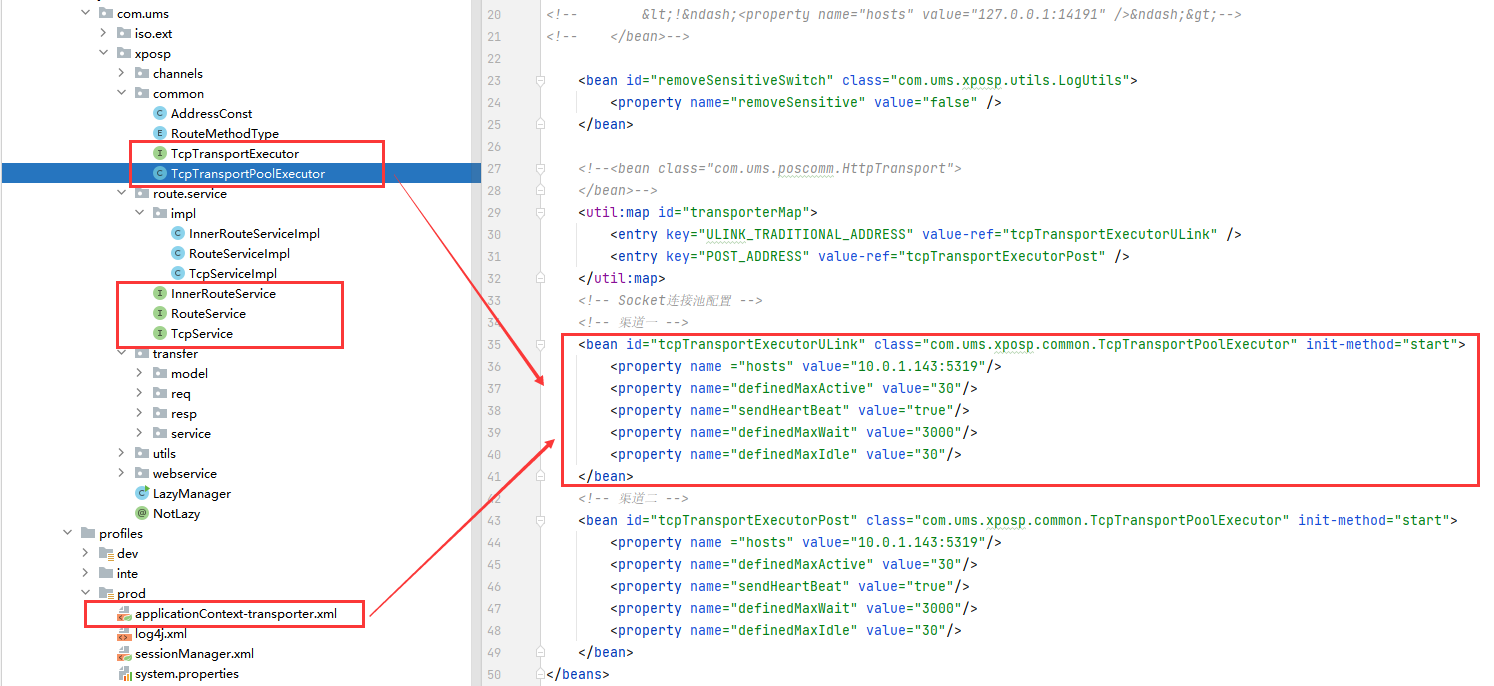 com.ums
iso.ext
xposp
channels
common
AddressConst
RouteMethodType
TcpTransportExecutor
TcpTransportPoolExecutor
route.service
impl
InnerRouteServiceImpl
RouteServiceImpl
TcpServiceImpl
InnerRouteService
RouteService
TcpService
transfer
model
req
resp
service
utils
webservice
LazyManager
NotLazy
profiles
dev
inte
prod
applicationContext-transporter.xml
log4j.xml
sessionManager.xml
system.properties
20 <!--        &lt;!&ndash;<property name="hosts" value="127.0.0.1:14191" />&ndash;&gt;-->
21 <!--    </bean>-->
22
23 <bean id="removeSensitiveSwitch" class="com.ums.xposp.utils.LogUtils">
24 <property name="removeSensitive" value="false" />
25 </bean>
26
27 <!--<bean class="com.ums.poscomm.HttpTransport">
28 </bean>-->
29 <util:map id="transporterMap">
30 <entry key="ULINK_TRADITIONAL_ADDRESS" value-ref="tcpTransportExecutorULink" />
31 <entry key="POST_ADDRESS" value-ref="tcpTransportExecutorPost" />
32 </util:map>
33 <!-- Socket连接池配置 -->
34 <!-- 渠道一 -->
35 <bean id="tcpTransportExecutorULink" class="com.ums.xposp.common.TcpTransportPoolExecutor" init-method="start">
36 <property name ="hosts" value="10.0.1.143:5319"/>
37 <property name="definedMaxActive" value="30"/>
38 <property name="sendHeartBeat" value="true"/>
39 <property name="definedMaxWait" value="3000"/>
40 <property name="definedMaxIdle" value="30"/>
41 </bean>
42 <!-- 渠道二 -->
43 <bean id="tcpTransportExecutorPost" class="com.ums.xposp.common.TcpTransportPoolExecutor" init-method="start">
44 <property name ="hosts" value="10.0.1.143:5319"/>
45 <property name="definedMaxActive" value="30"/>
46 <property name="sendHeartBeat" value="true"/>
47 <property name="definedMaxWait" value="3000"/>
48 <property name="definedMaxIdle" value="30"/>
49 </bean>
50 </beans>